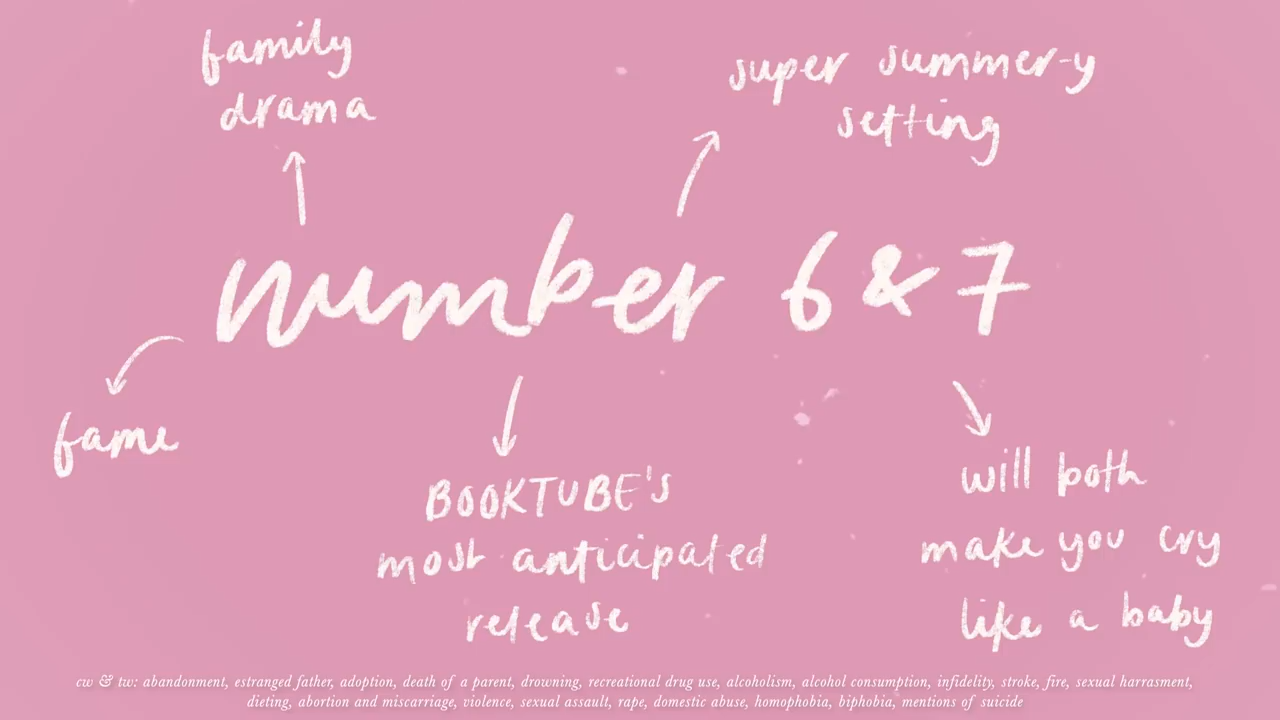 family
drama
super summer-y
setting
number 6 & 7
fame
BOOKTUBE'S
most anticipated
release
will both
make you cry
like a baby
cw & tw: abandonment, estranged father, adoption, death of a parent, drowning, recreational drug use, alcoholism, alcohol consumption, infidelity, stroke, fire, sexual harrasment,
dieting, abortion and miscarriage, violence, sexual assault, rape, domestic abuse, homophobia, biphobia, mentions of suicide